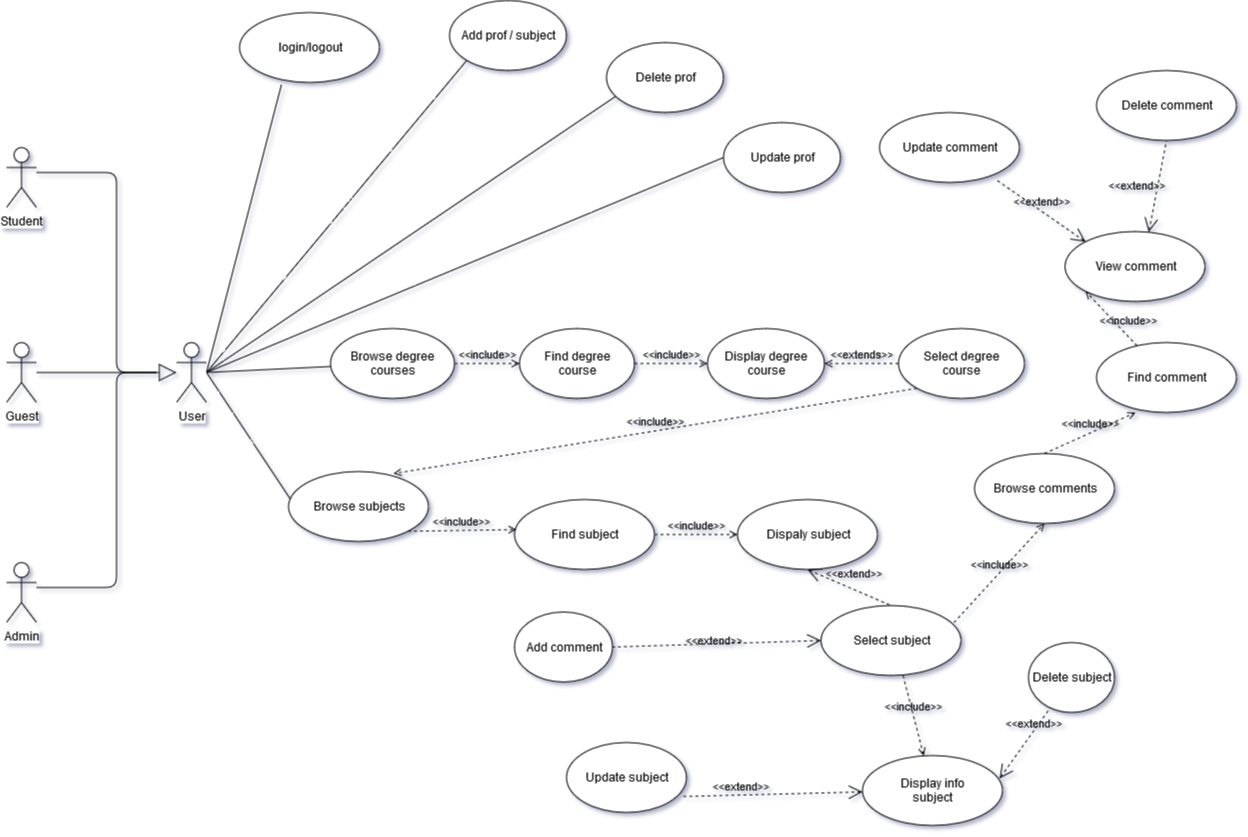 login/logout
Add prof / subject
Delete prof
Update prof
Delete comment
Update comment
<<extend>>
<<extend>>
View comment
<<include>>
Find comment
Student
Guest
Admin
User
Browse degree
courses
<<include>>
Find degree
course
<<include>>
Display degree
course
<<extends>>
Select degree
course
<<include>>
<<include>>
Browse comments
Browse subjects
<<include>>
Find subject
<<include>>
Dispaly subject
<<extend>>
<<include>>
Add comment
<<extend>>
Select subject
<<include>>
Delete subject
<<extend>>
Update subject
<<extend>>
Display info
subject